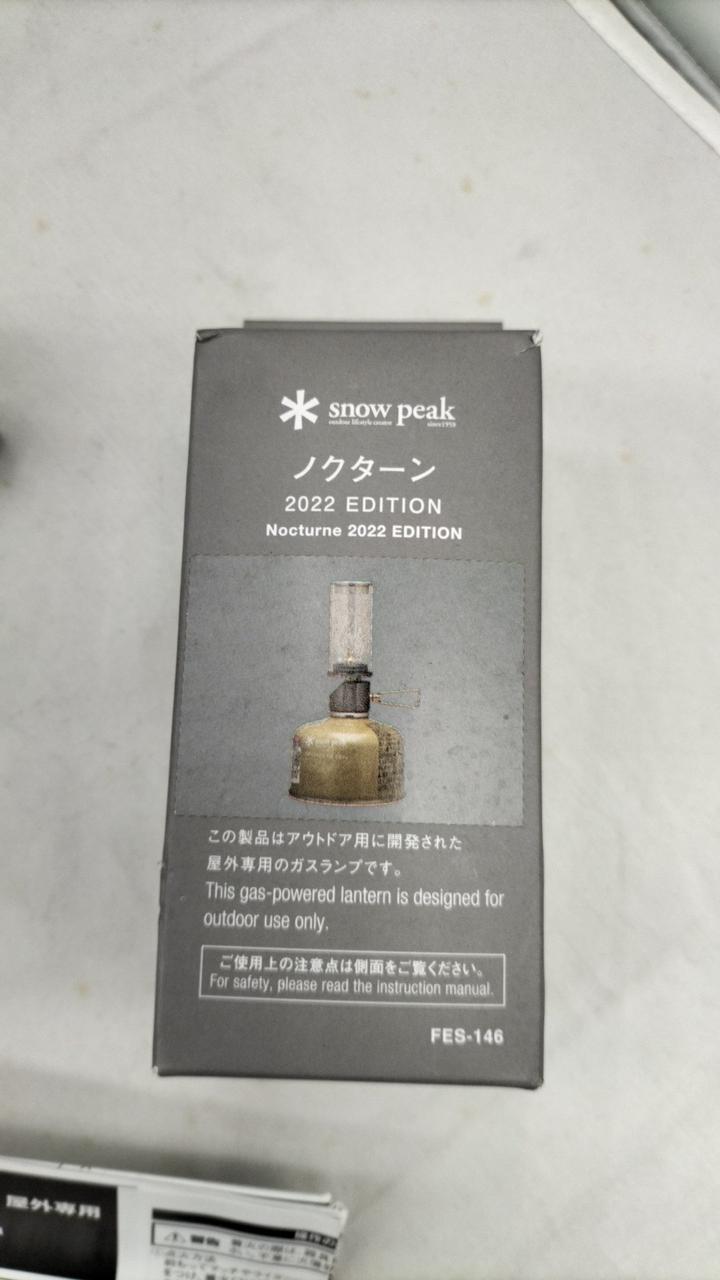 snow peak
outdoor lifestyle creator since1958
ノクターン
2022 EDITION
Nocturne 2022 EDITION
この製品はアウトドア用に開発された
屋外専用のガスランプです。
This gas-powered lantern is designed for
outdoor use only.
ご使用上の注意点は側面をご覧ください。
For safety, please read the instruction manual.
FES-146
屋外専用
警告